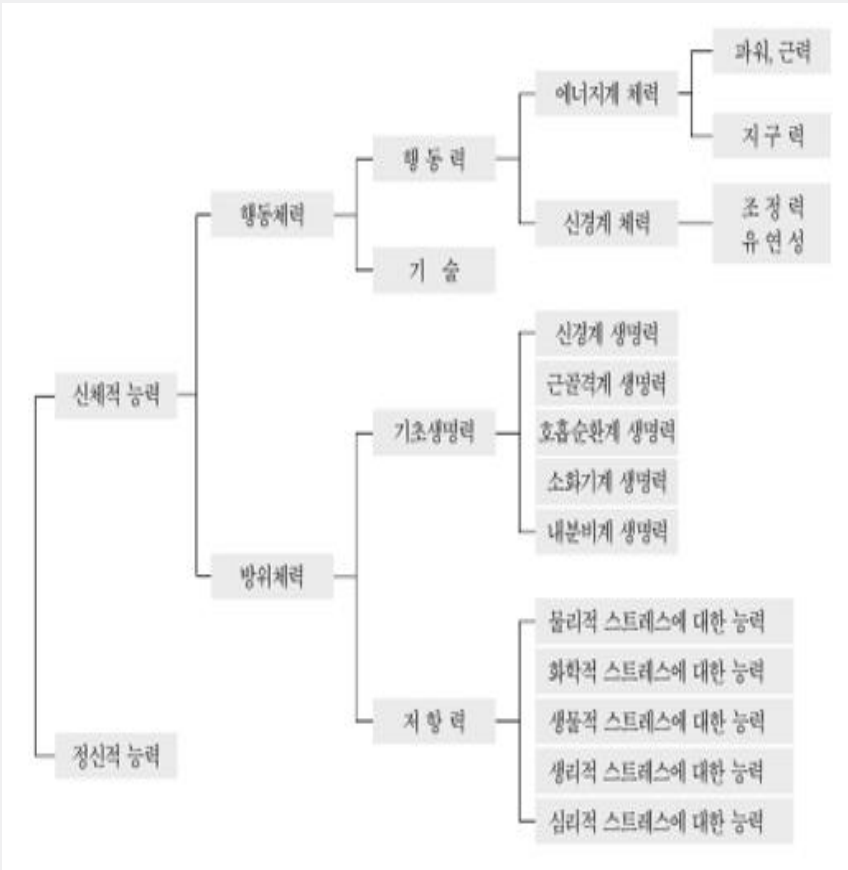 파워, 근력
에너지계 체력
지 구 력
행 동 력
행동체력
신경계 체력
조 정 력
유 연 성
기 술
신경계 생명력
근골격계 생명력
신체적 능력
기초생명력
호흡순환계 생명력
소화기계 생명력
내분비계 생명력
방위체력
물리적 스트레스에 대한 능력
화학적 스트레스에 대한 능력
저 항 력
생물적 스트레스에 대한 능력
정신적 능력
생리적 스트레스에 대한 능력
심리적 스트레스에 대한 능력